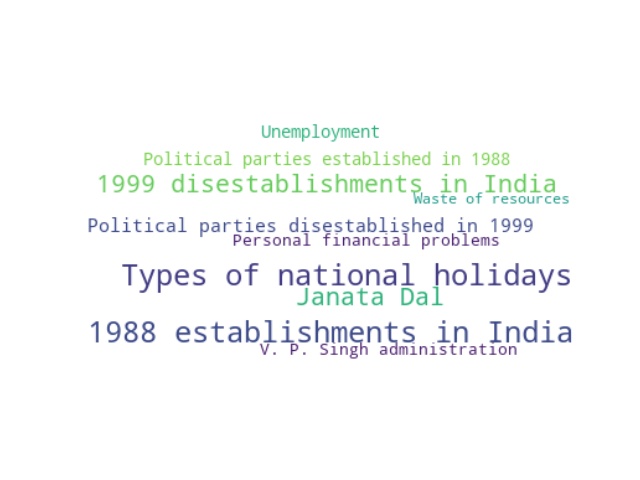 Unemployment
Political parties established in 1988
1999 disestablishments in India
Waste of resources
Political parties disestablished in 1999
Personal financial problems
Types of national holidays
Janata Dal
1988 establishments in India
V. P. Singh administration